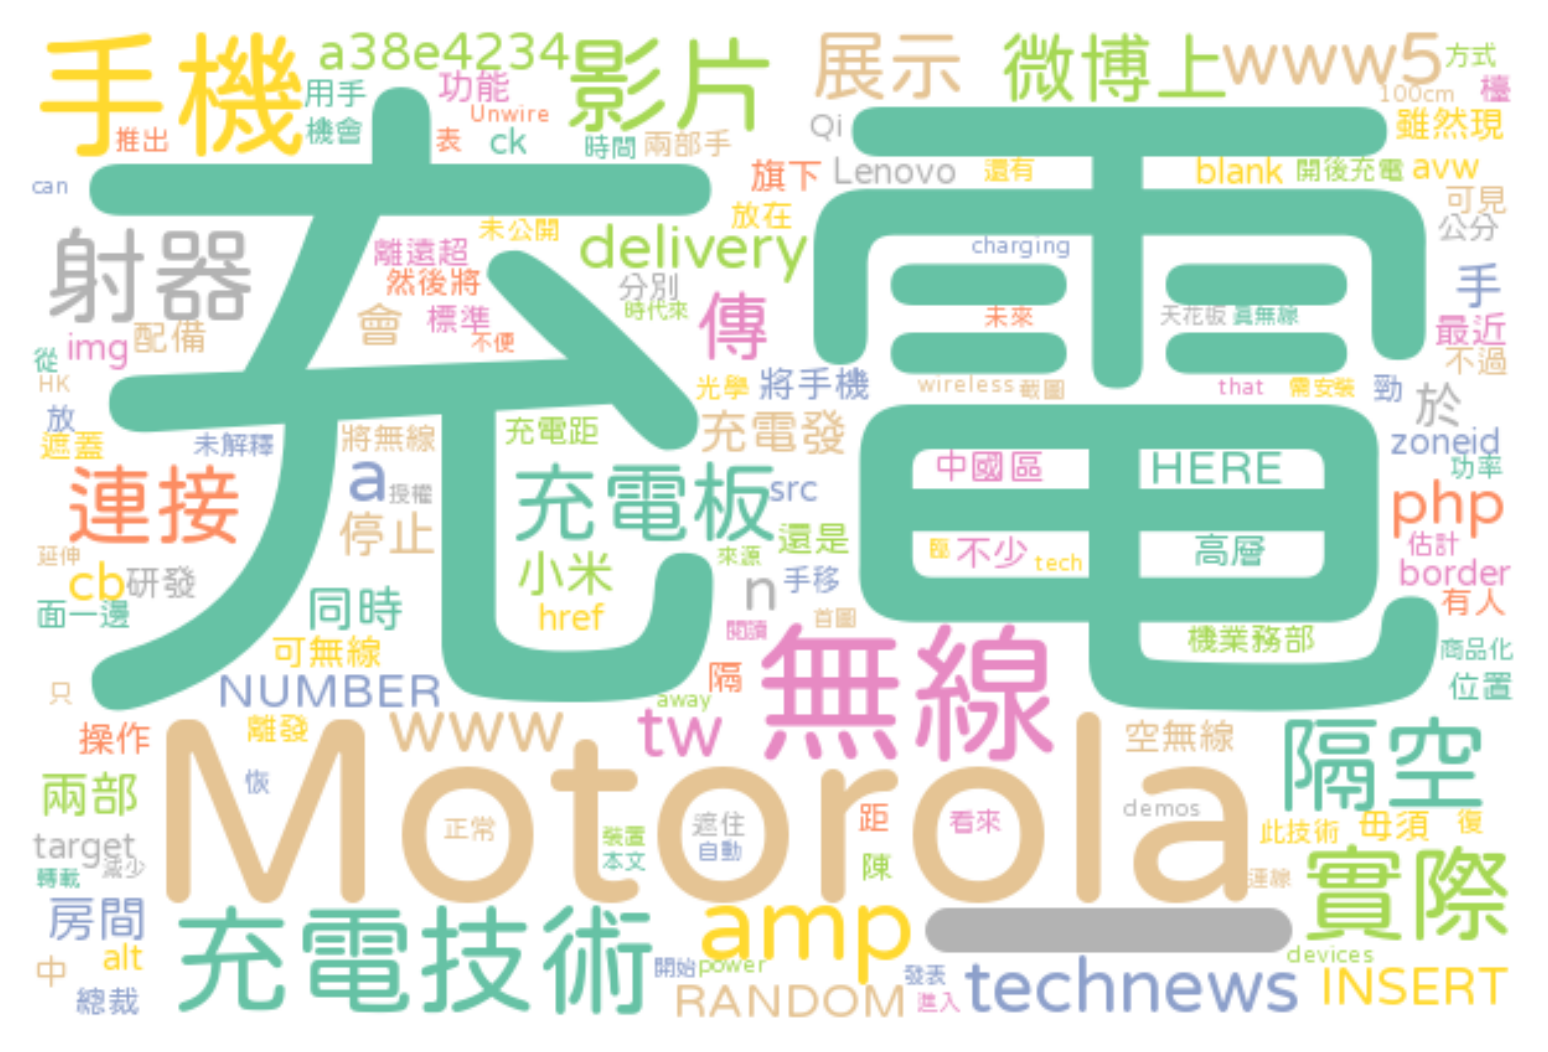 手機
a38e4234
影片
展示
微博上
www5
方式
用手
功能
100cm
檯
推出
機會
Unwire
表
ck
時間
兩部手
Qi
雖然現
can
充電
旗下
Lenovo
還有
blank
開後充電
avw
可見
未公開
放在
公分
射器
離遠超
delivery
charging
然後將
分別
手
會
標準
時代來
傳
未來
天花板
真無線
最近
從
img
配備
不便
不過
HK
光學
將手機
wireless
截圖
that
需安裝
勁
於
放
遮蓋
未解釋
將無線
充電距
充電發
zoneid
連接
a
授權
充電板
src
中國區
HERE
功率
php
停止
延伸
cb
研發
小米
來源
還是
不少
tech
高層
估計
border
面一邊
同時
href
n
手移
首圖
有人
閱讀
機業務部
商品化
可無線
只
NUMBER
隔
無線
位置
away
操作
離發
www
tw
空無線
隔空
兩部
恢
Motorola
正常
裝置
本文
遮住
自動
距
陳
看來
demos
此技術
毋須
復
target
減少
轉載
連線
實際
房間
充電技術
amp
中
alt
總裁
開始
power
RANDOM
發表
進入
technews
devices
INSERT